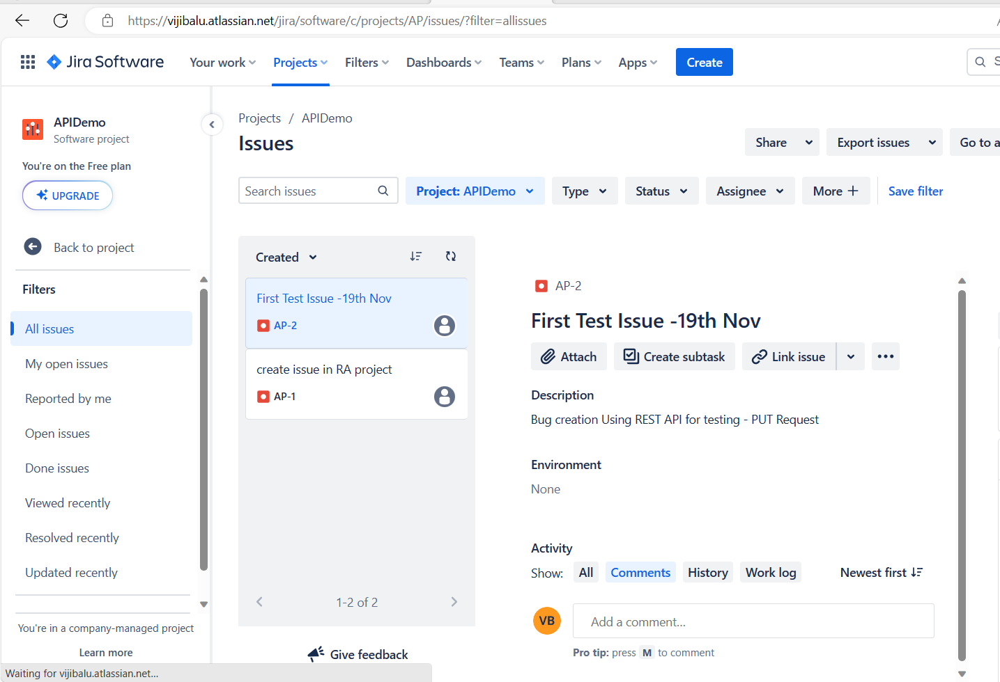 https://vijibalu.atlassian.net/jira/software/c/projects/AP/issues/?filter=allissues
Jira Software Your work Projects Filters Dashboards Teams Plans Apps Create
APIDemo
Software project
You're on the Free plan
UPGRADE
Back to project
Filters
All issues
My open issues
Reported by me
Open issues
Done issues
Viewed recently
Resolved recently
Updated recently
You're in a company-managed project
Learn more
Waiting for vijibalu.atlassian.net...
Projects / APIDemo
Issues
Share Export issues Go to a
Search issues Project: APIDemo Type Status Assignee More + Save filter
Created
First Test Issue -19th Nov
AP-2
create issue in RA project
AP-1
1-2 of 2
Give feedback
AP-2
First Test Issue -19th Nov
Attach Create subtask Link issue
Description
Bug creation Using REST API for testing - PUT Request
Environment
None
Activity
Show: All Comments History Work log Newest first
VB Add a comment...
Pro tip: press M to comment